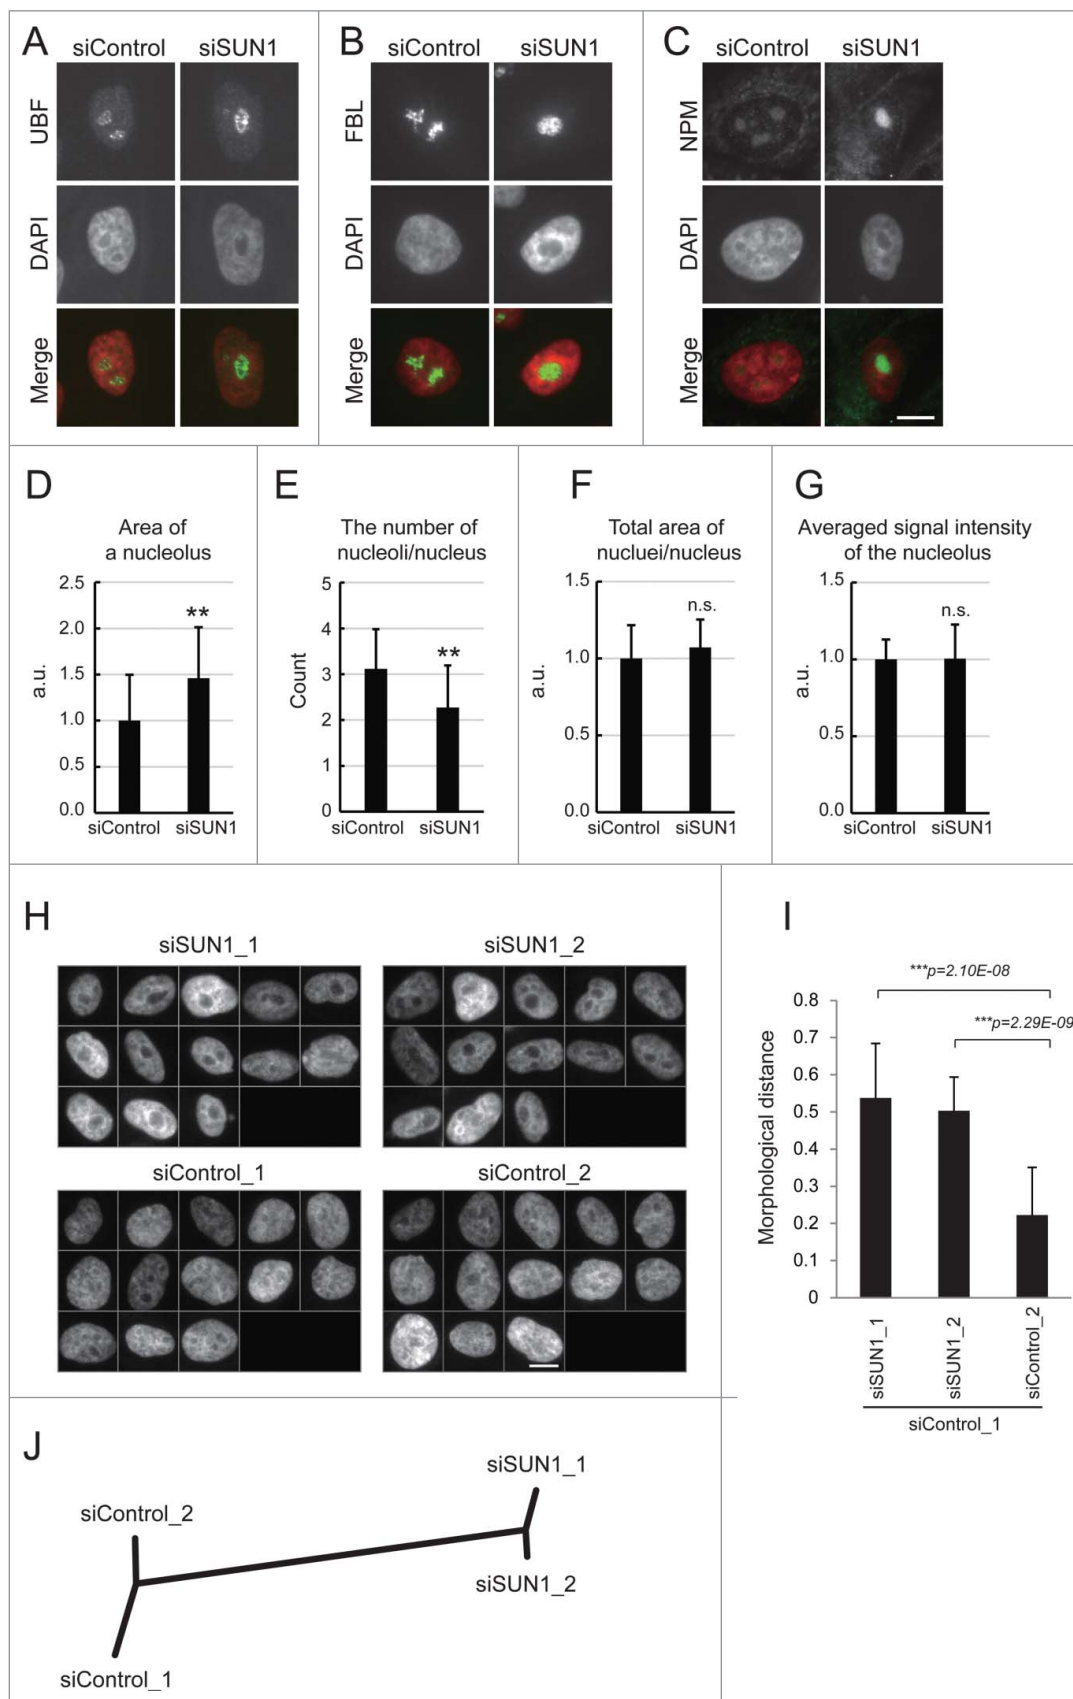 A
siControl siSUN1
UBF
DAPI
Merge
B
siControl siSUN1
FBL
DAPI
Merge
C
siControl siSUN1
NPM
DAPI
Merge
D
Area of
a nucleolus
a.u.
2.5
2.0
1.5
1.0
0.5
0.0
**
siControl siSUN1
E
The number of
nucleoli/nucleus
Count
5
4
3
2
1
0
**
siControl siSUN1
F
Total area of
nucluei/nucleus
a.u.
1.5
1.0
0.5
0.0
n.s.
siControl siSUN1
G
Averaged signal intensity
of the nucleolus
a.u.
1.5
1.0
0.5
0.0
n.s.
siControl siSUN1
H
siSUN1_1 siSUN1_2
siControl_1 siControl_2
I
***p=2.10E-08
***p=2.29E-09
Morphological distance
0.8
0.7
0.6
0.5
0.4
0.3
0.2
0.1
0
siSUN1_1
siSUN1_2
siControl_2
siControl_1
J
siSUN1_1
siControl_2
siSUN1_2
siControl_1